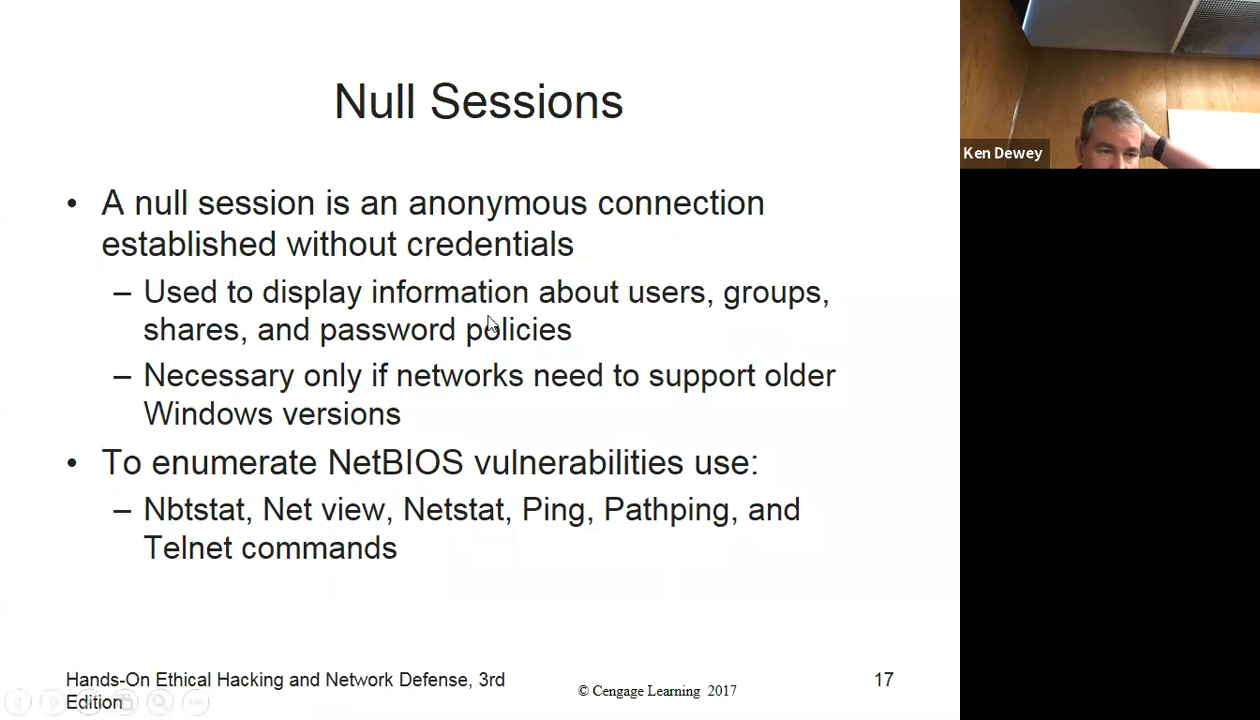 Null Sessions
• A null session is an anonymous connection
established without credentials
– Used to display information about users, groups,
shares, and password policies
– Necessary only if networks need to support older
Windows versions
• To enumerate NetBIOS vulnerabilities use:
– Nbtstat, Net view, Netstat, Ping, Pathping, and
Telnet commands
Hands-On Ethical Hacking and Network Defense, 3rd
Edition
© Cengage Learning 2017
17
Ken Dewey